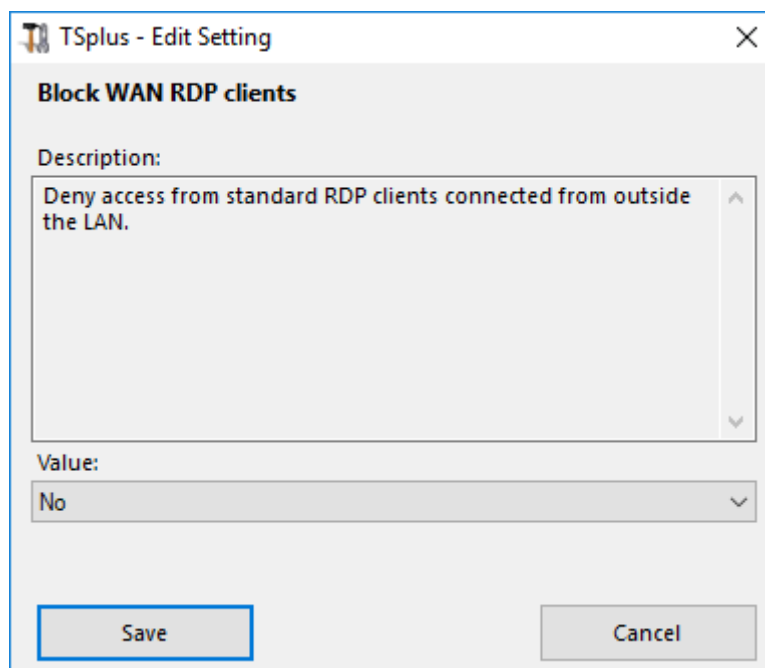 TSplus - Edit Setting
Block WAN RDP clients
Description:
Deny access from standard RDP clients connected from outside
the LAN.
Value:
No
Save
Cancel